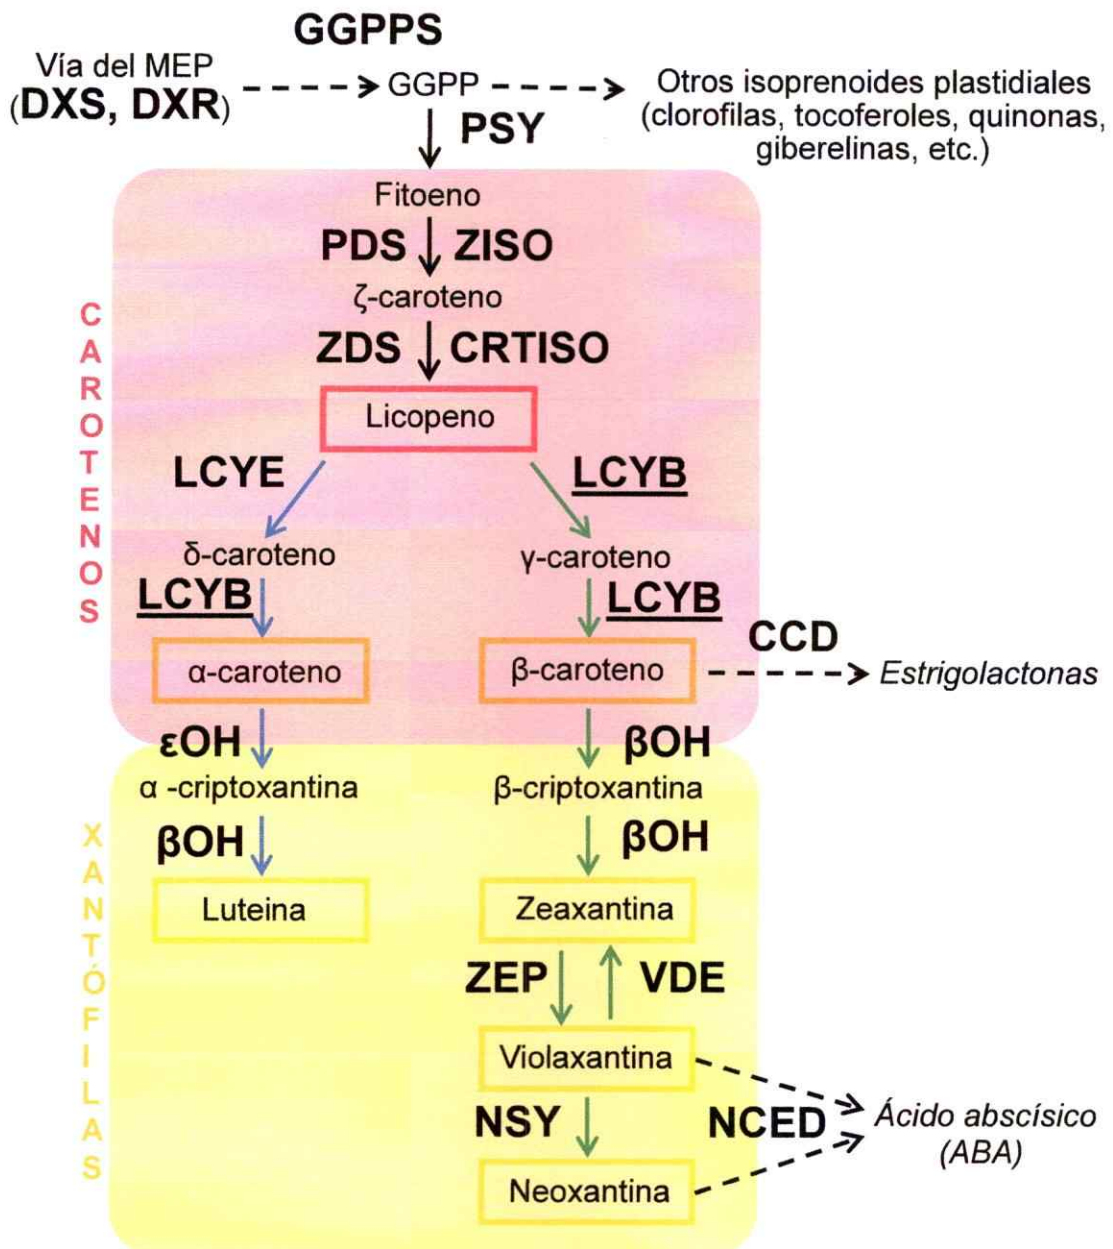 GGPPS
Vía del MEP
(DXS, DXR)
GGPP
Otros isoprenoides plastidiales
(clorofilas, tocoferoles, quinonas,
giberelinas, etc.)
PSY
Fitoeno
PDS ZISO
ζ-caroteno
ZDS CRTISO
Licopeno
CAROTENOS
LCYE LCYB
δ-caroteno γ-caroteno
LCYB LCYB
CCD
α-caroteno β-caroteno
Estrigolactonas
εOH βOH
α -criptoxantina β-criptoxantina
βOH βOH
XANTÓFILAS
Luteina Zeaxantina
ZEP VDE
Violaxantina
NSY NCED
Ácido abscísico
(ABA)
Neoxantina